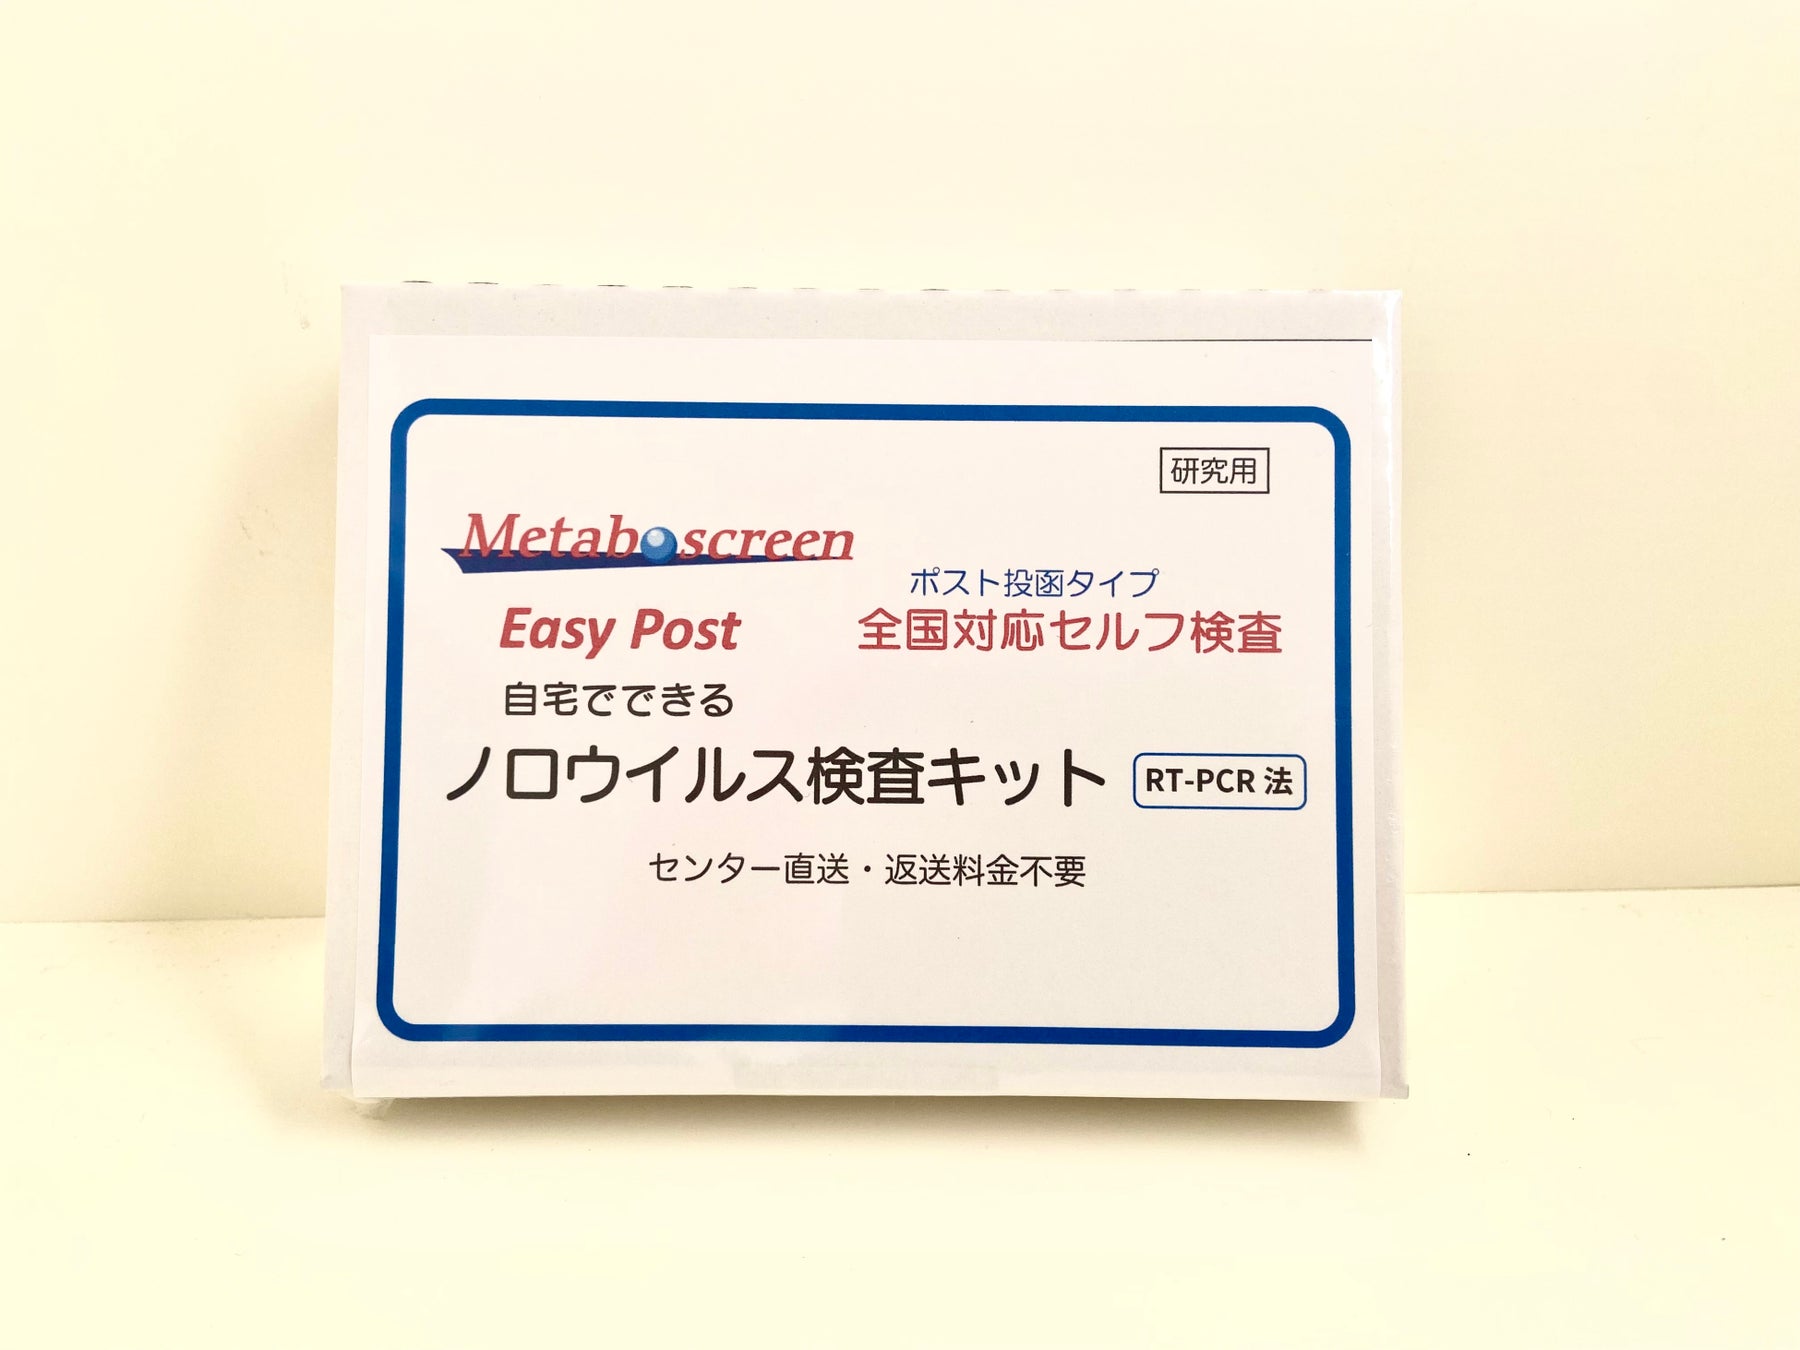 研究用
Metaboscreen
ポスト投函タイプ
Easy Post 全国対応セルフ検査
自宅でできる
ノロウイルス検査キット RT-PCR 法
センター直送・返送料金不要